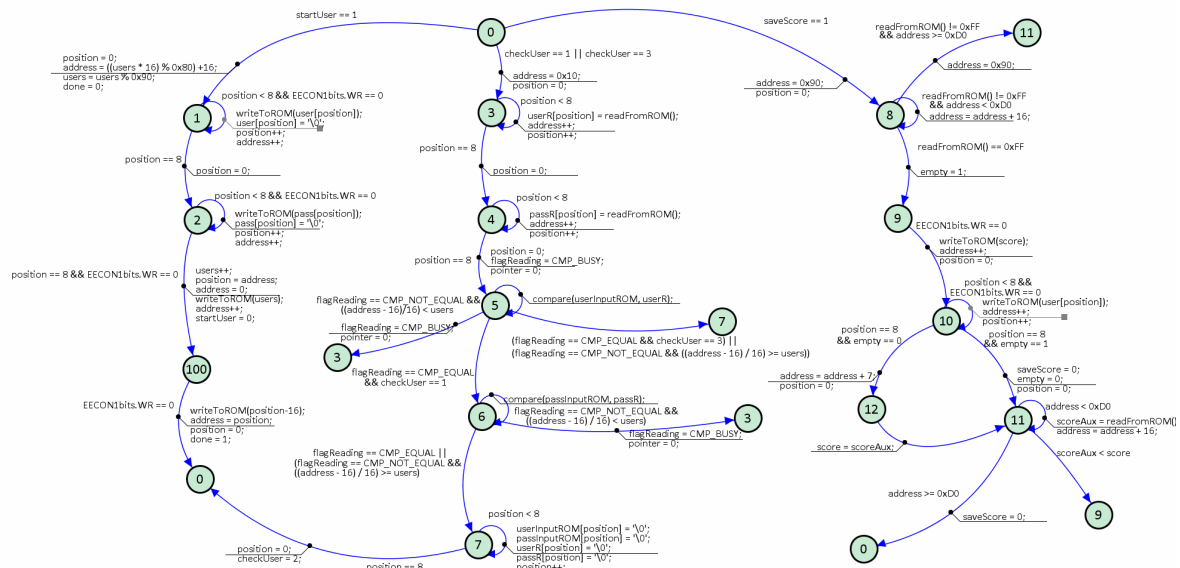 startUser == 1
0
saveScore == 1
readFromROM() != 0xFF
&& address >= 0xD0
11
position = 0;
address = ((users * 16) % 0x80) +16;
users = users % 0x90;
done = 0;
checkUser == 1 || checkUser == 3
address = 0x10;
position = 0;
address = 0x90;
position = 0;
address = 0x90;
position < 8 && EECON1bits.WR == 0
1
writeToROM(user[position]);
user[position] = '\0';
position++;
address++;
position < 8
3
userR[position] = readFromROM();
address++;
position++;
8
readFromROM() != 0xFF
&& address < 0xD0
address = address + 16;
position == 8
position = 0;
position == 8
position = 0;
readFromROM() == 0xFF
empty = 1;
position < 8 && EECON1bits.WR == 0
2
writeToROM(pass[position]);
pass[position] = '\0';
position++;
address++;
position < 8
4
passR[position] = readFromROM();
address++;
position++;
9
EECON1bits.WR == 0
writeToROM(score);
address++;
position = 0;
position == 8 && EECON1bits.WR == 0
users++;
position = address;
address = 0;
writeToROM(users);
address++;
startUser = 0;
position == 8
position = 0;
flagReading = CMP_BUSY;
pointer = 0;
position < 8 &&
EECON1bits.WR == 0
writeToROM(user[position]);
address++;
position++;
10
flagReading == CMP_NOT_EQUAL &&
((address - 16)/16) < users
5
compare(userInputROM, userR);
7
flagReading = CMP_BUSY;
pointer = 0;
3
(flagReading == CMP_EQUAL && checkUser == 3) ||
(flagReading == CMP_NOT_EQUAL && ((address - 16) / 16) >= users))
position == 8
&& empty == 0
position == 8
&& empty == 1
100
flagReading == CMP_EQUAL
&& checkUser == 1
address = address + 7;
position = 0;
saveScore = 0;
empty = 0;
position = 0;
EECON1bits.WR == 0
writeToROM(position-16);
address = position;
position = 0;
done = 1;
6
compare(passInputROM, passR);
flagReading == CMP_NOT_EQUAL &&
((address - 16) / 16) < users
3
flagReading = CMP_BUSY;
pointer = 0;
12
11
address < 0xD0
scoreAux = readFromROM()
address = address + 16;
score = scoreAux;
scoreAux < score
flagReading == CMP_EQUAL ||
(flagReading == CMP_NOT_EQUAL &&
((address - 16) / 16) >= users)
0
address >= 0xD0
saveScore = 0;
9
0
position < 8
7
userInputROM[position] = '\0';
passInputROM[position] = '\0';
userR[position] = '\0';
passR[position] = '\0';
position++;
position = 0;
checkUser = 2;
position == 8